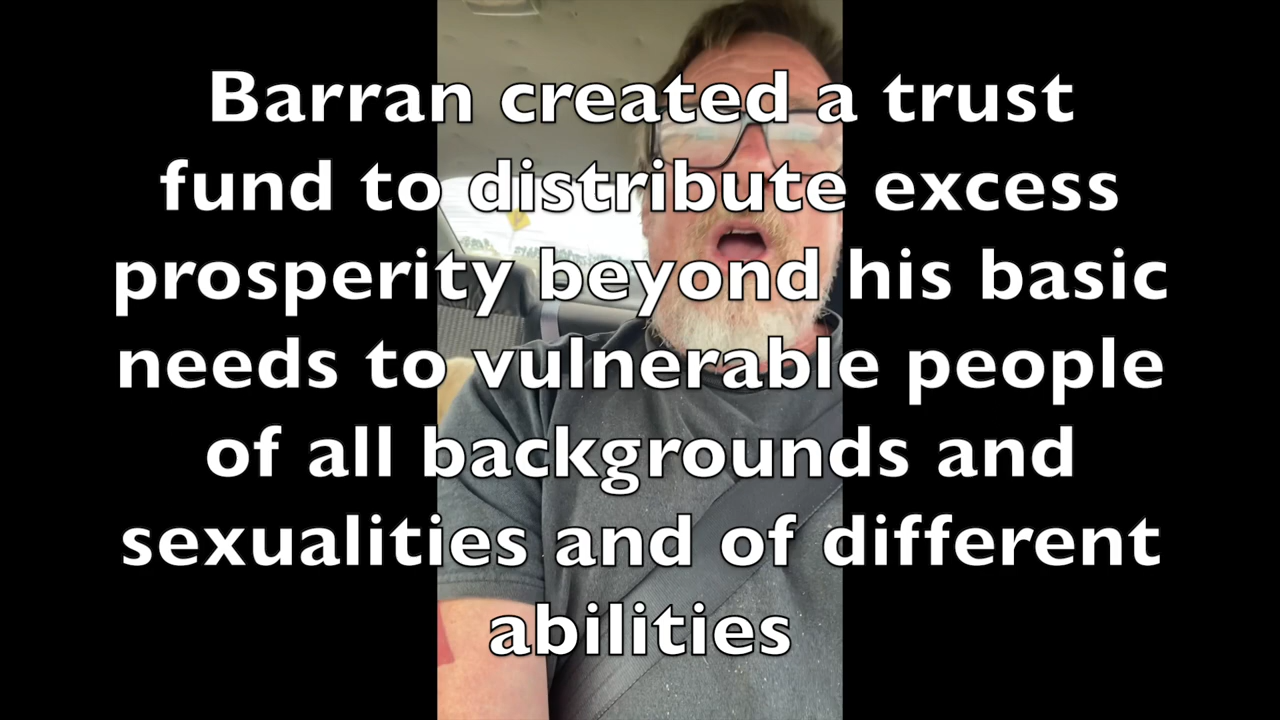 Barran created a trust
fund to distribute excess
prosperity beyond his basic
needs to vulnerable people
of all backgrounds and
sexualities and of different
abilities